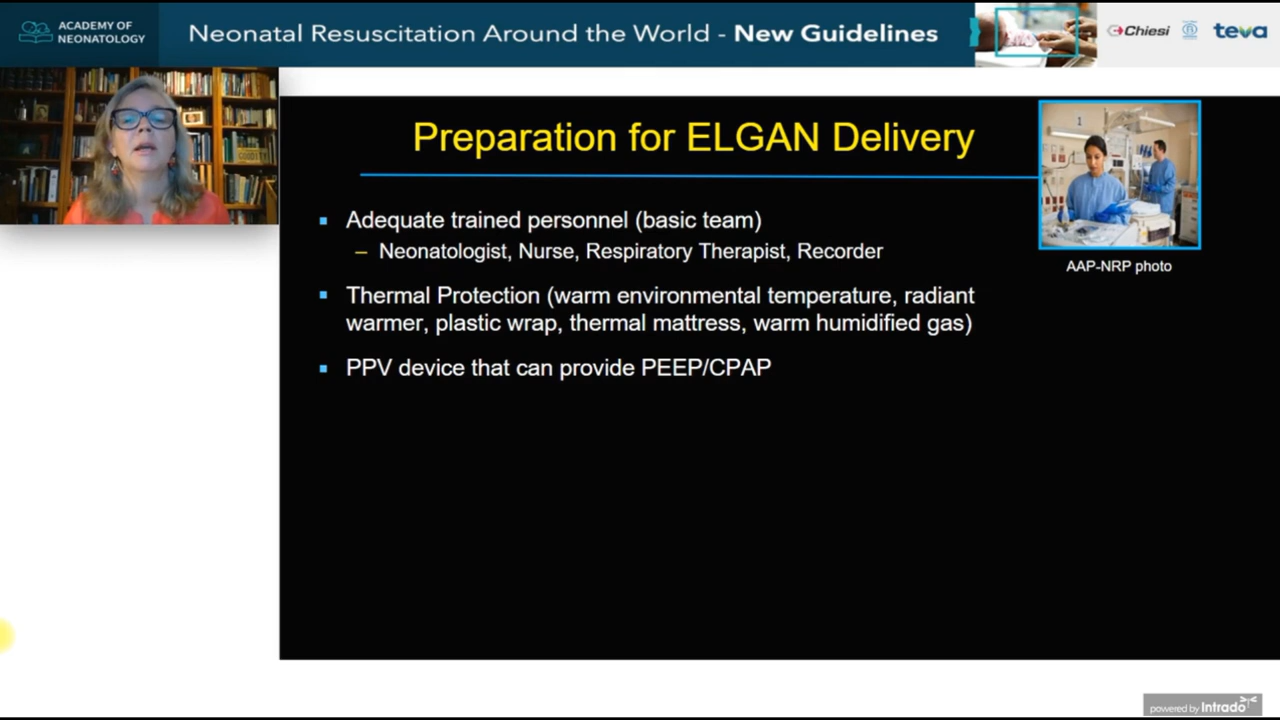 ACADEMY OF
NEONATOLOGY
Neonatal Resuscitation Around the World - New Guidelines
Chiesi
teva
Preparation for ELGAN Delivery
Adequate trained personnel (basic team)
– Neonatologist, Nurse, Respiratory Therapist, Recorder
Thermal Protection (warm environmental temperature, radiant
warmer, plastic wrap, thermal mattress, warm humidified gas)
PPV device that can provide PEEP/CPAP
1
AAP-NRP photo
powered by Intrado